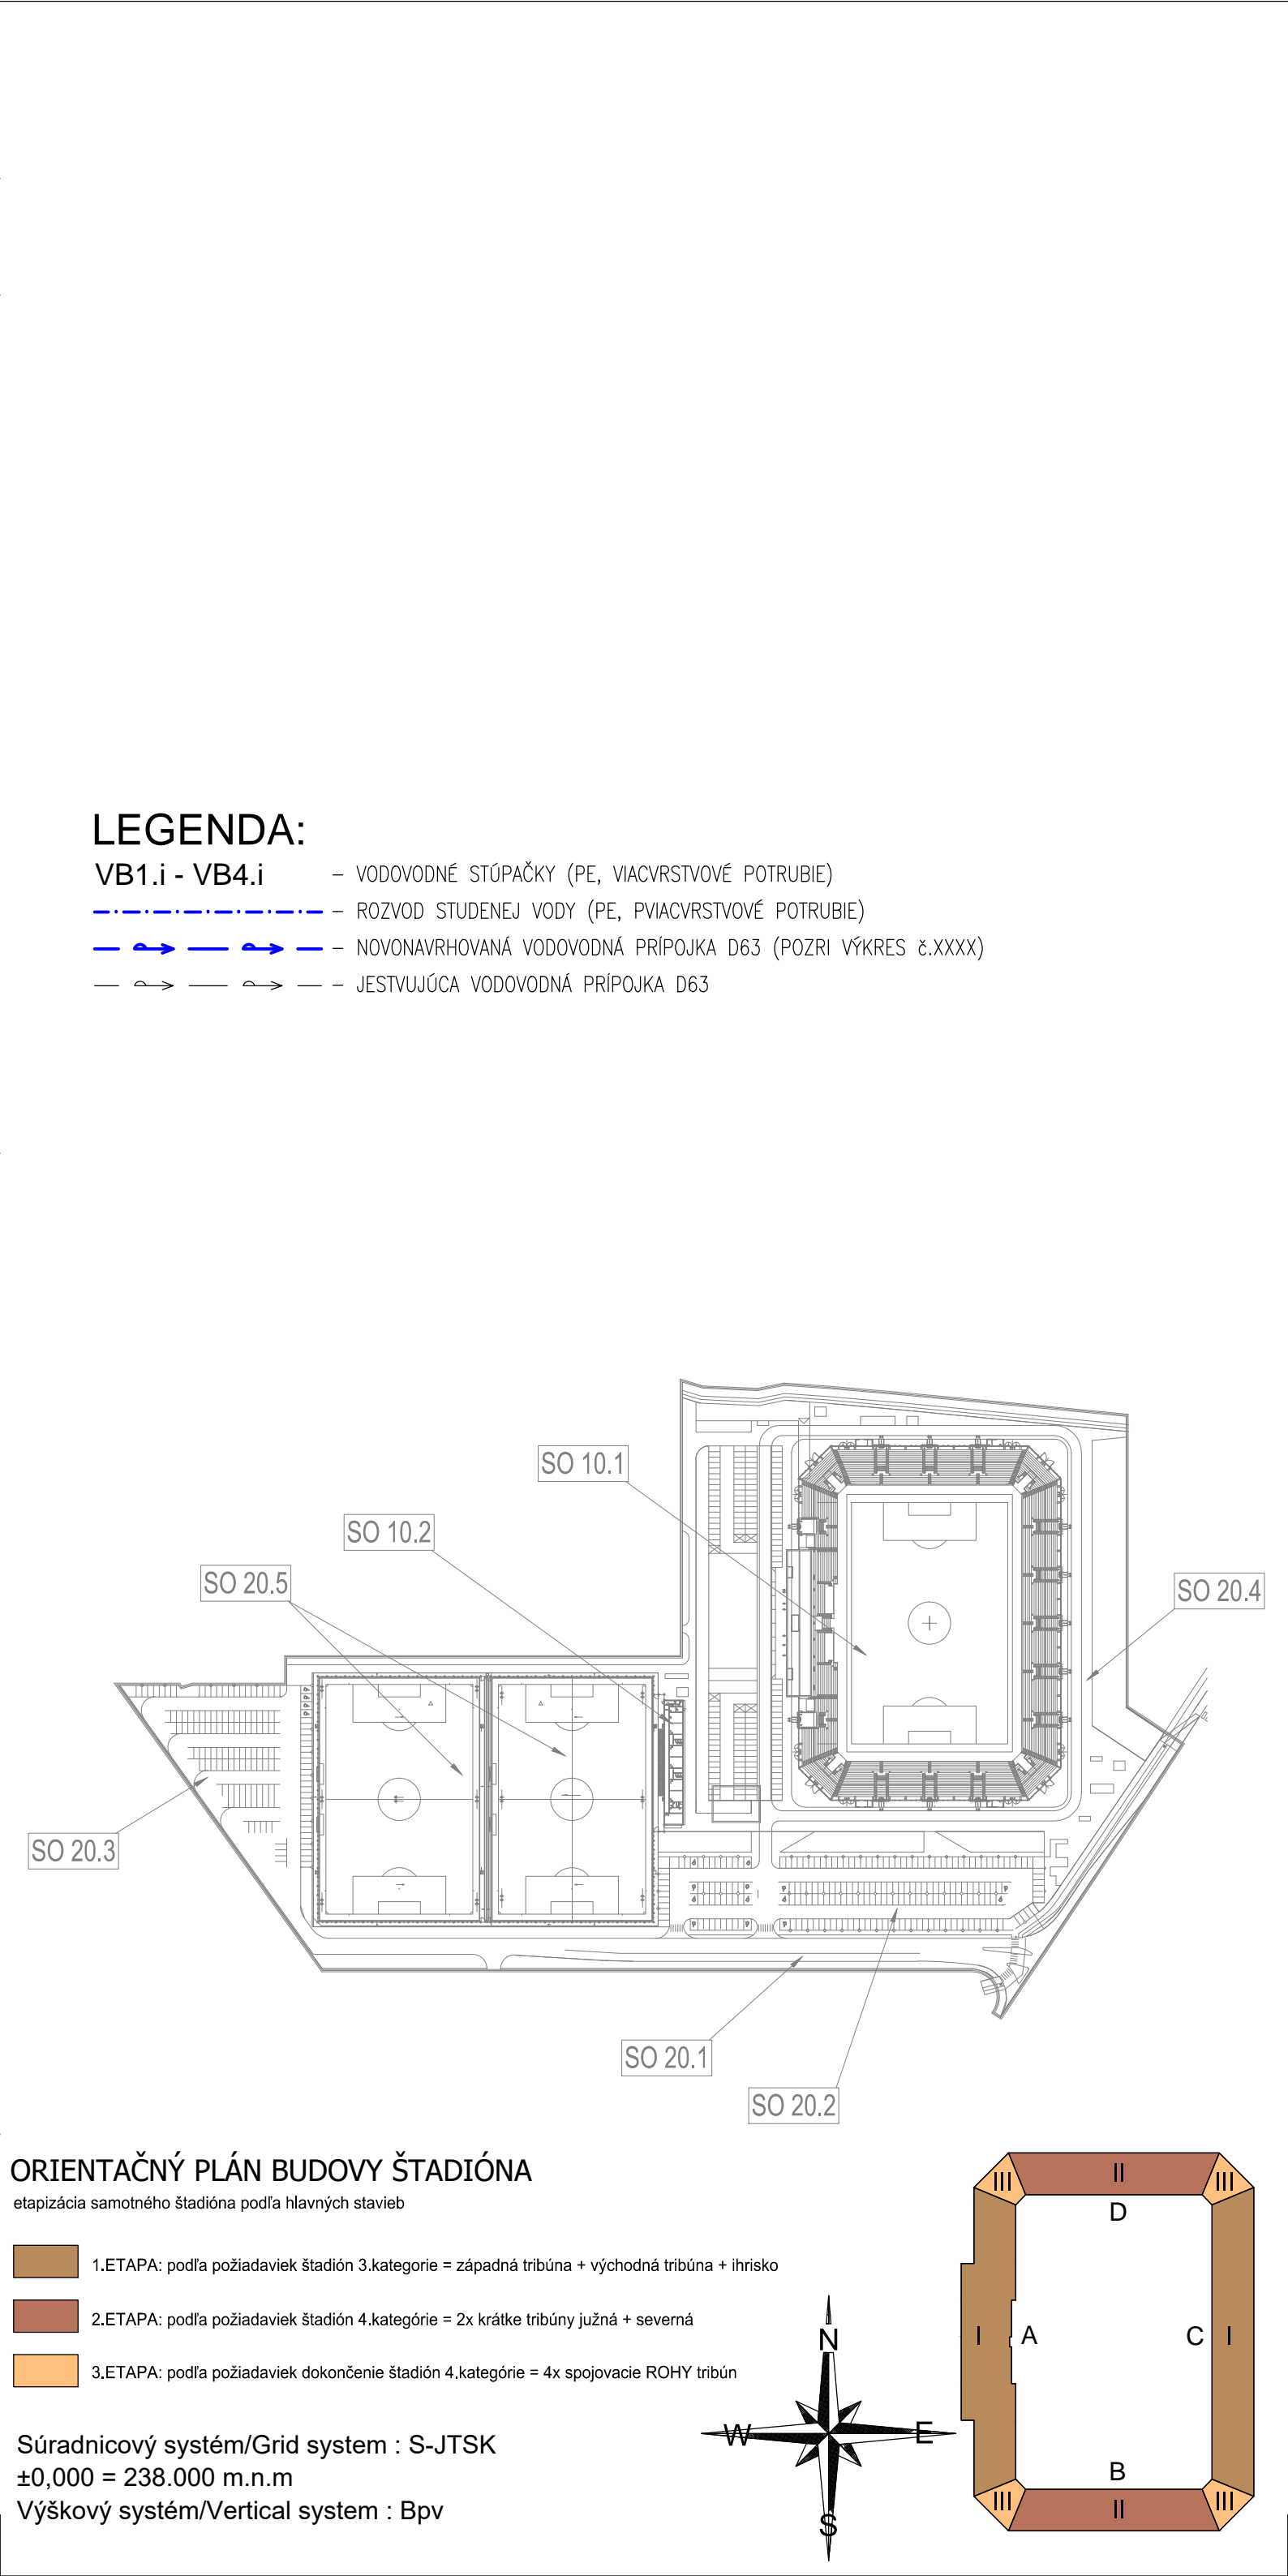 LEGENDA:
VB1.i - VB4.i – VODOVODNÉ STÚPAČKY (PE, VIACVRSTVOVÉ POTRUBIE)
– ROZVOD STUDENEJ VODY (PE, PVIACVRSTVOVÉ POTRUBIE)
– NOVONAVRHOVANÁ VODOVODNÁ PRÍPOJKA D63 (POZRI VÝKRES č.XXXX)
– JESTVUJÚCA VODOVODNÁ PRÍPOJKA D63
SO 10.1
SO 10.2
SO 20.5
SO 20.4
SO 20.3
SO 20.1
SO 20.2
ORIENTAČNÝ PLÁN BUDOVY ŠTADIÓNA
etapizácia samotného štadióna podľa hlavných stavieb
1.ETAPA: podľa požiadaviek štadión 3.kategorie = západná tribúna + východná tribúna + ihrisko
2.ETAPA: podľa požiadaviek štadión 4.kategórie = 2x krátke tribúny južná + severná
3.ETAPA: podľa požiadaviek dokončenie štadión 4.kategórie = 4x spojovacie ROHY tribún
Súradnicový systém/Grid system : S-JTSK
±0,000 = 238.000 m.n.m
Výškový systém/Vertical system : Bpv
N
W E
S
III II III
D
I A C I
B
III II III